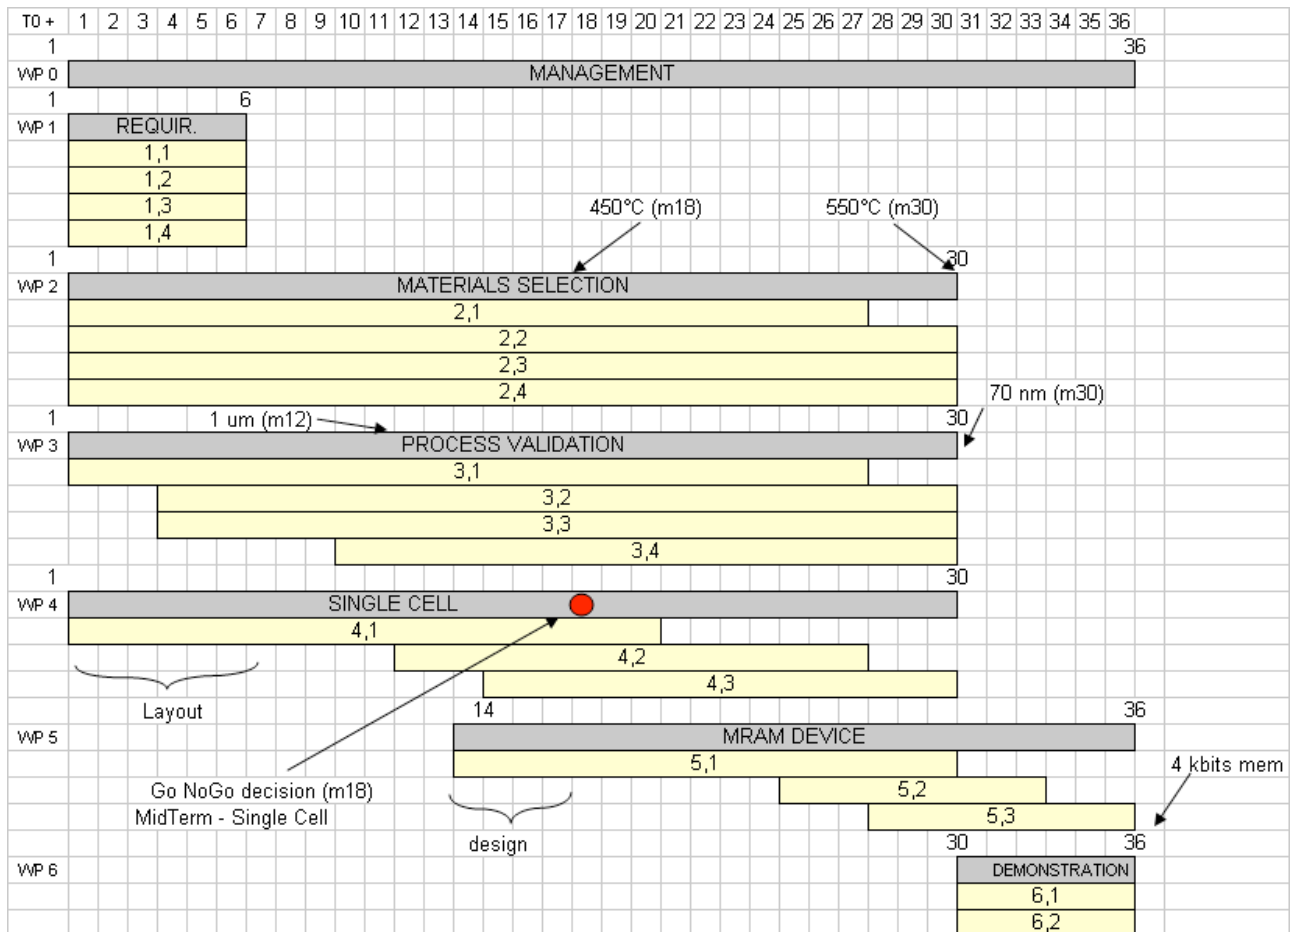 T0 + 1 2 3 4 5 6 7 8 9 10 11 12 13 14 15 16 17 18 19 20 21 22 23 24 25 26 27 28 29 30 31 32 33 34 35 36
1 36
WP 0 MANAGEMENT
1 6
WP 1 REQUIR.
1,1
1,2
1,3
450°C (m18) 550°C (m30)
1,4
1 30
WP 2 MATERIALS SELECTION
2,1
2,2
2,3
2,4
70 nm (m30)
1 1 um (m12) 30
WP 3 PROCESS VALIDATION
3,1
3,2
3,3
3,4
1 30
WP 4 SINGLE CELL
4,1
4,2
4,3
Layout 14 36
WP 5 MRAM DEVICE
5,1 4 kbits mem
Go NoGo decision (m18) 5,2
MidTerm - Single Cell 5,3
design 30 36
WP 6 DEMONSTRATION
6,1
6,2